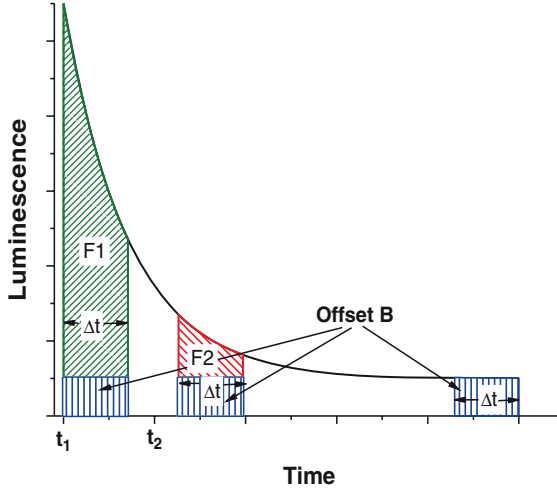 Luminescence
F1
Δt
Offset B
F2
Δt
Δt
t1
t2
Time